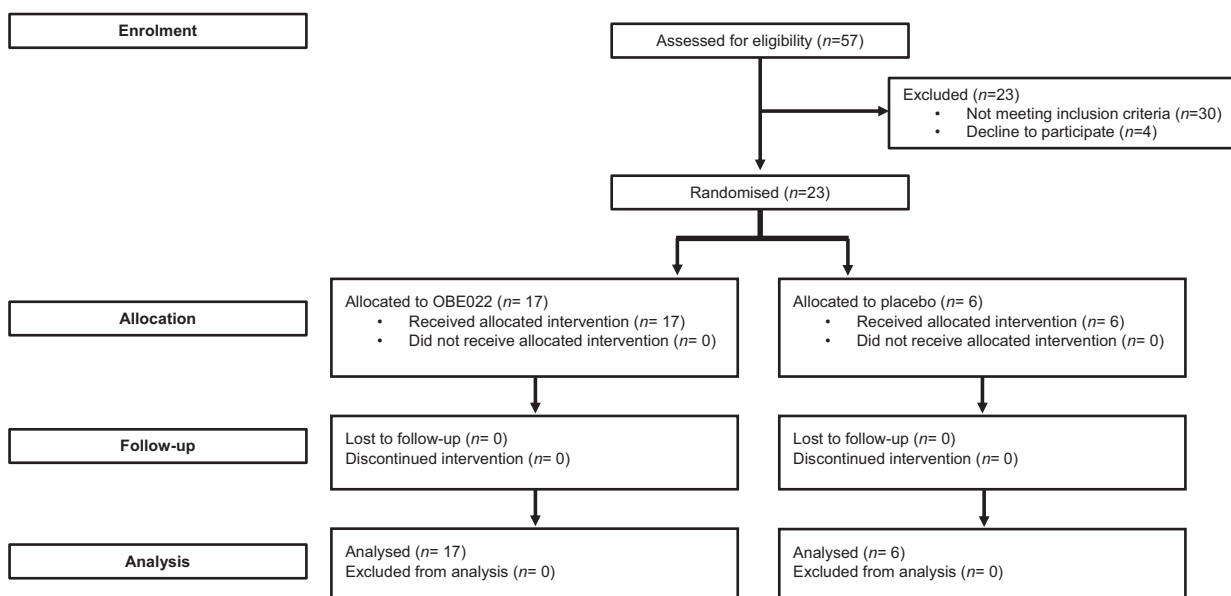 Enrolment
Assessed for eligibility (n=57)
Excluded (n=23)
• Not meeting inclusion criteria (n=30)
• Decline to participate (n=4)
Randomised (n=23)
Allocation
Allocated to OBE022 (n= 17)
• Received allocated intervention (n= 17)
• Did not receive allocated intervention (n= 0)
Allocated to placebo (n= 6)
• Received allocated intervention (n= 6)
• Did not receive allocated intervention (n= 0)
Follow-up
Lost to follow-up (n= 0)
Discontinued intervention (n= 0)
Lost to follow-up (n= 0)
Discontinued intervention (n= 0)
Analysis
Analysed (n= 17)
Excluded from analysis (n= 0)
Analysed (n= 6)
Excluded from analysis (n= 0)